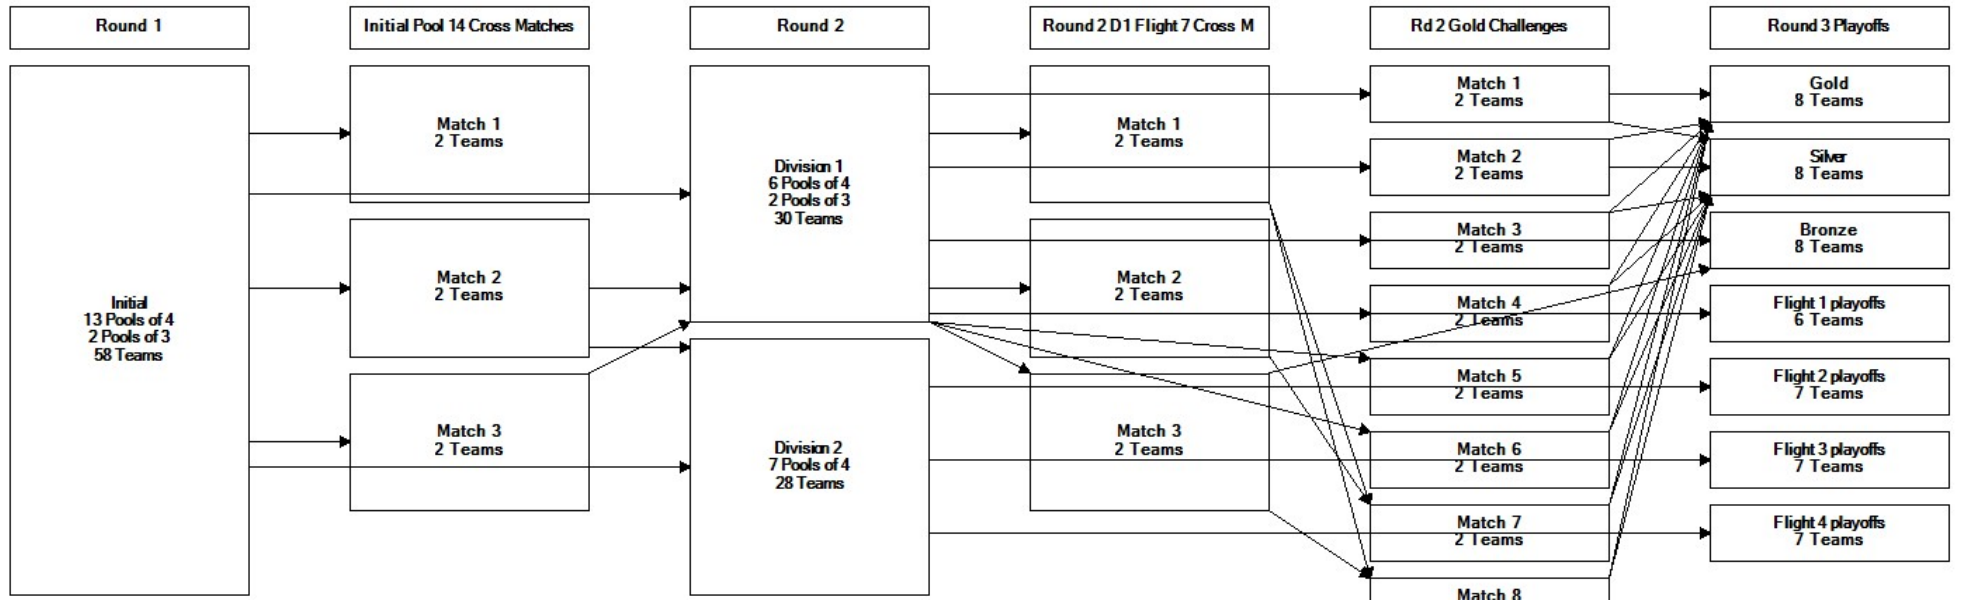 Round 1
Initial
13 Pools of 4
2 Pools of 3
58 Teams
Initial Pool 14 Cross Matches
Match 1
2 Teams
Match 2
2 Teams
Match 3
2 Teams
Round 2
Division 1
6 Pools of 4
2 Pools of 3
30 Teams
Division 2
7 Pools of 4
28 Teams
Round 2 D1 Flight 7 Cross M
Match 1
2 Teams
Match 2
2 Teams
Match 3
2 Teams
Rd 2 Gold Challenges
Match 1
2 Teams
Match 2
2 Teams
Match 3
2 Teams
Match 4
2 Teams
Match 5
2 Teams
Match 6
2 Teams
Match 7
2 Teams
Match 8
Round 3 Playoffs
Gold
8 Teams
Silver
8 Teams
Bronze
8 Teams
Flight 1 playoffs
6 Teams
Flight 2 playoffs
7 Teams
Flight 3 playoffs
7 Teams
Flight 4 playoffs
7 Teams